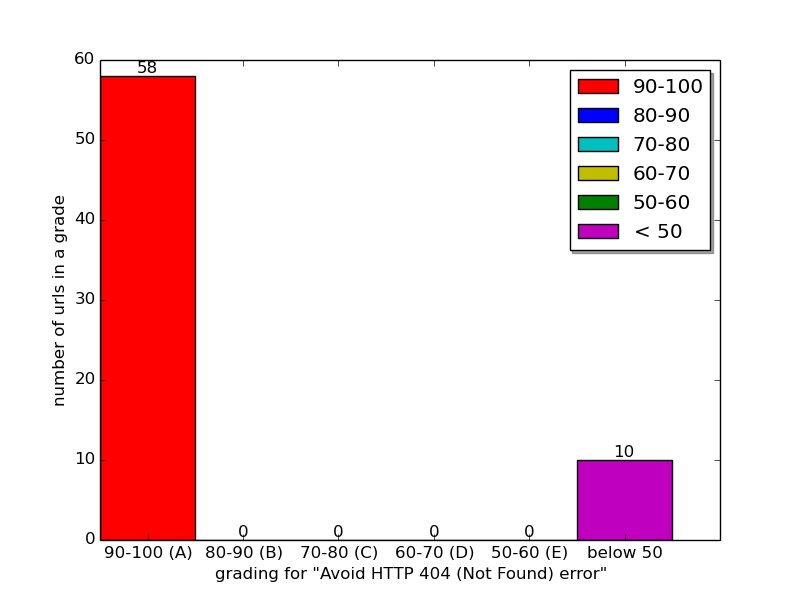 60
50
40
30
20
10
0
number of urls in a grade
58
0
0
0
0
10
90-100 (A)
80-90 (B)
70-80 (C)
60-70 (D)
50-60 (E)
below 50
grading for "Avoid HTTP 404 (Not Found) error"
90-100
80-90
70-80
60-70
50-60
< 50